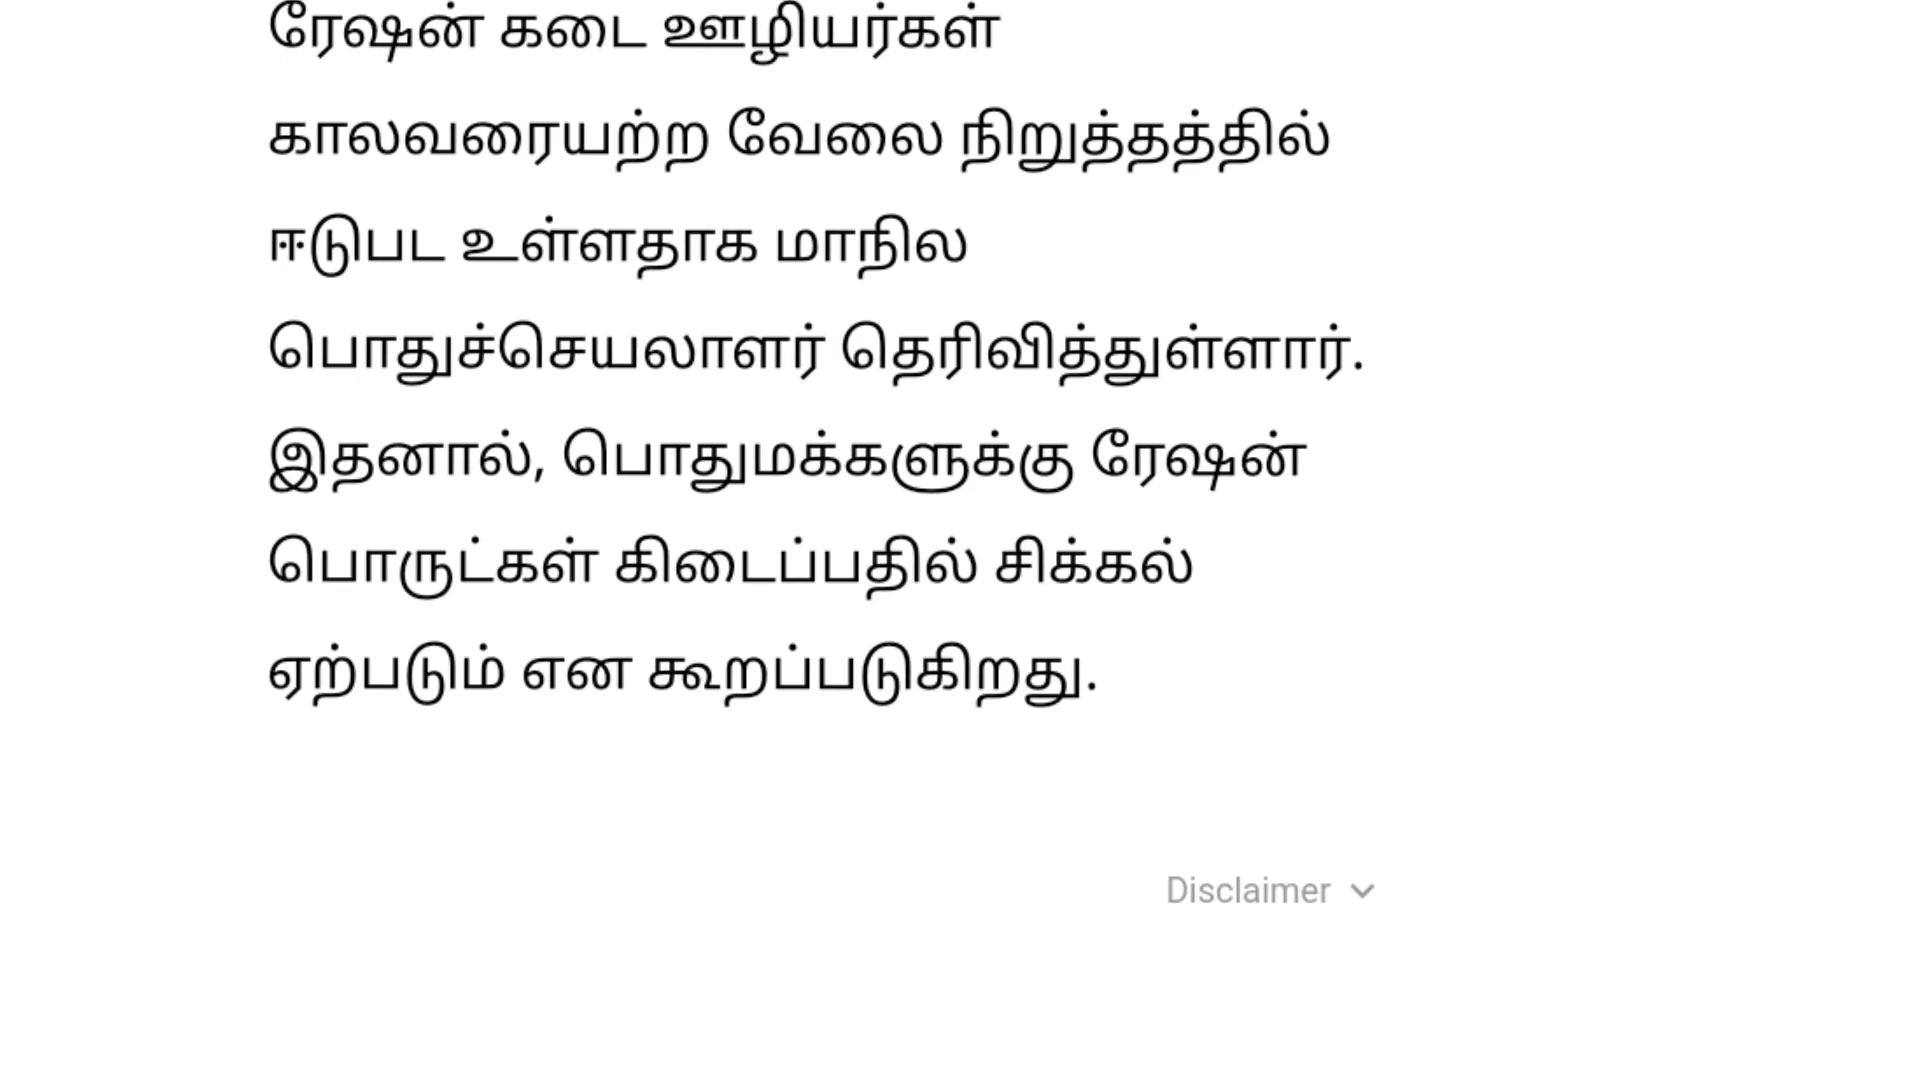 ரேஷன் கடை ஊழியர்கள்
காலவரையற்ற வேலை நிறுத்தத்தில்
ஈடுபட உள்ளதாக மாநில
பொதுச்செயலாளர் தெரிவித்துள்ளார்.
இதனால், பொதுமக்களுக்கு ரேஷன்
பொருட்கள் கிடைப்பதில் சிக்கல்
ஏற்படும் என கூறப்படுகிறது.
Disclaimer